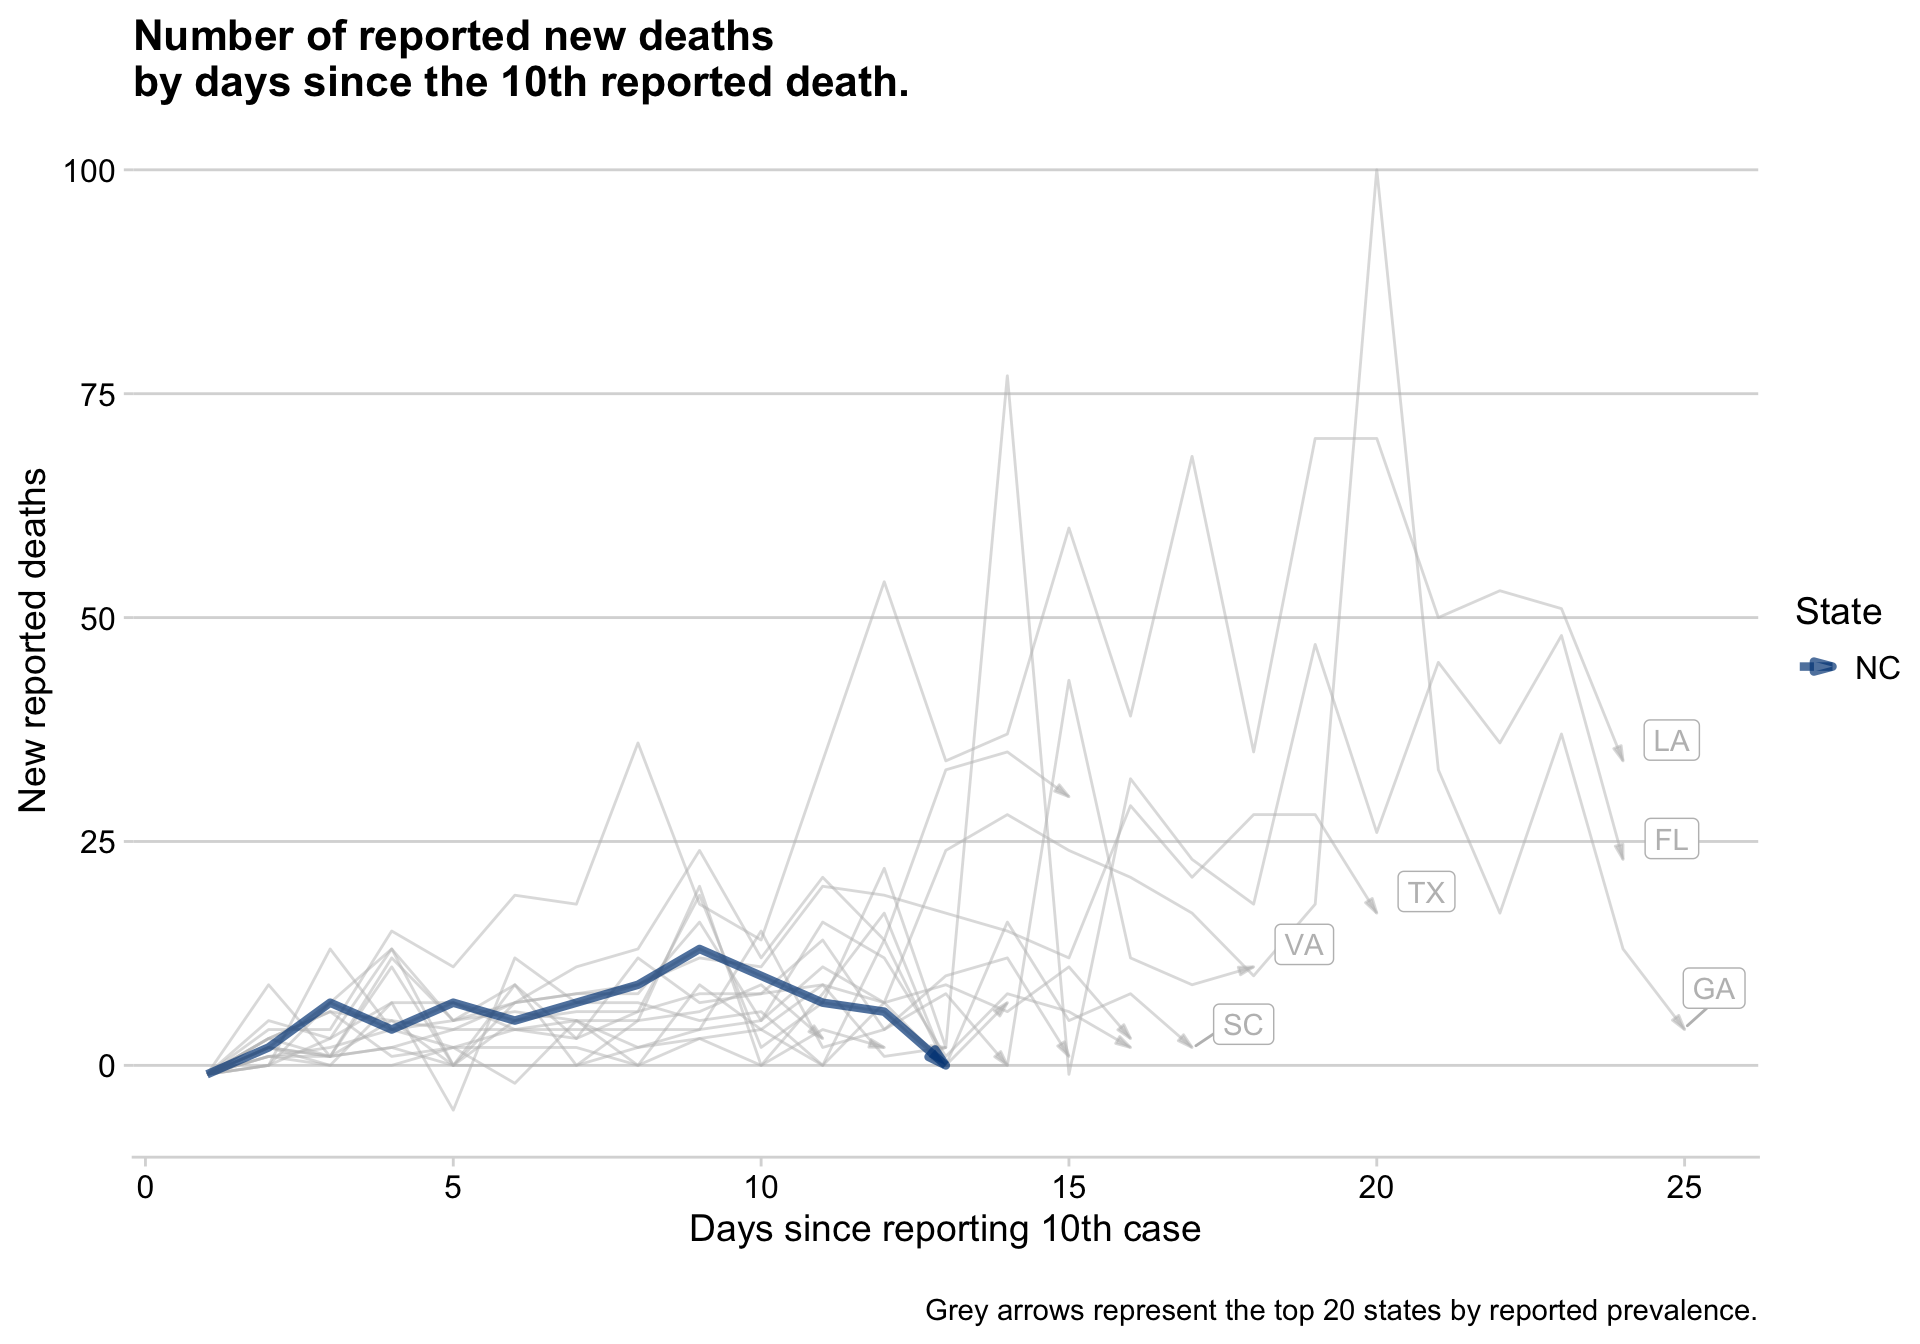 Number of reported new deaths
by days since the 10th reported death.
100
75
50
25
0
New reported deaths
LA
FL
TX
VA
GA
SC
State
NC
0 5 10 15 20 25
Days since reporting 10th case
Grey arrows represent the top 20 states by reported prevalence.